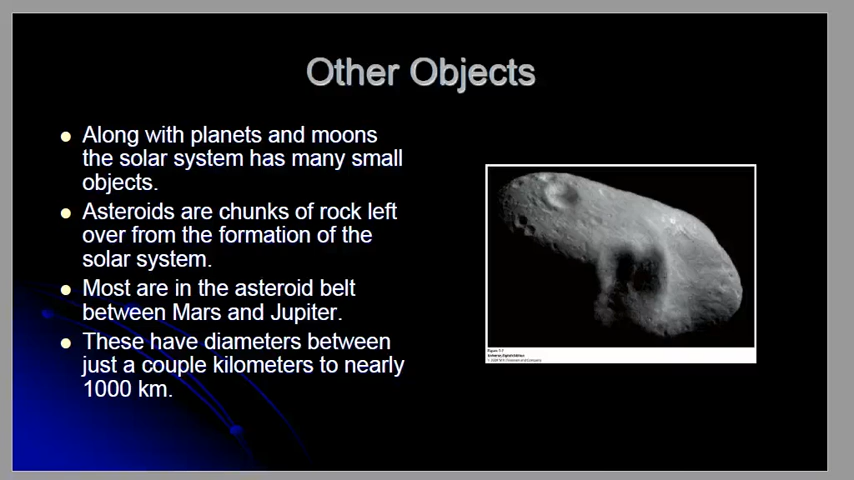 Other Objects
Along with planets and moons
the solar system has many small
objects.
Asteroids are chunks of rock left
over from the formation of the
solar system.
Most are in the asteroid belt
between Mars and Jupiter.
These have diameters between
just a couple kilometers to nearly
1000 km.